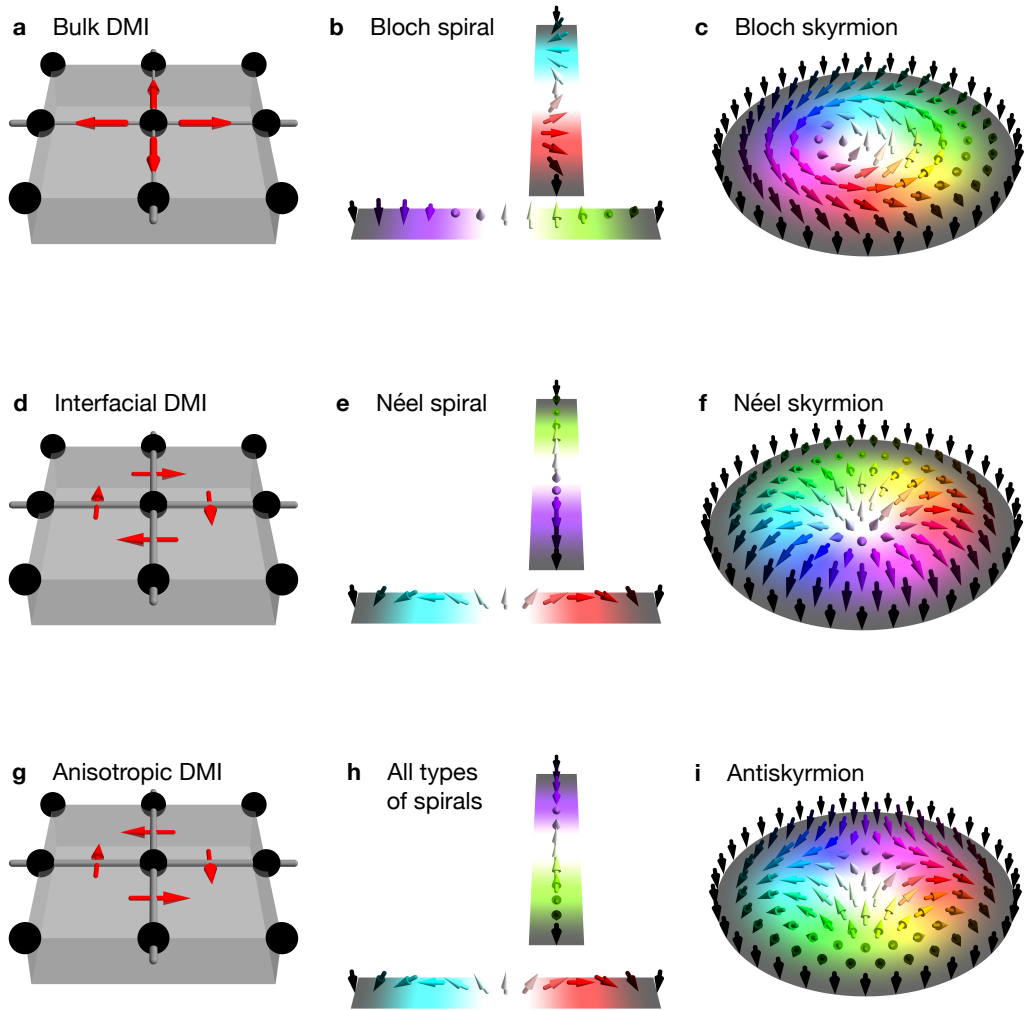 a Bulk DMI
b Bloch spiral
c Bloch skyrmion
d Interfacial DMI
e Néel spiral
f Néel skyrmion
g Anisotropic DMI
h All types
of spirals
i Antiskyrmion